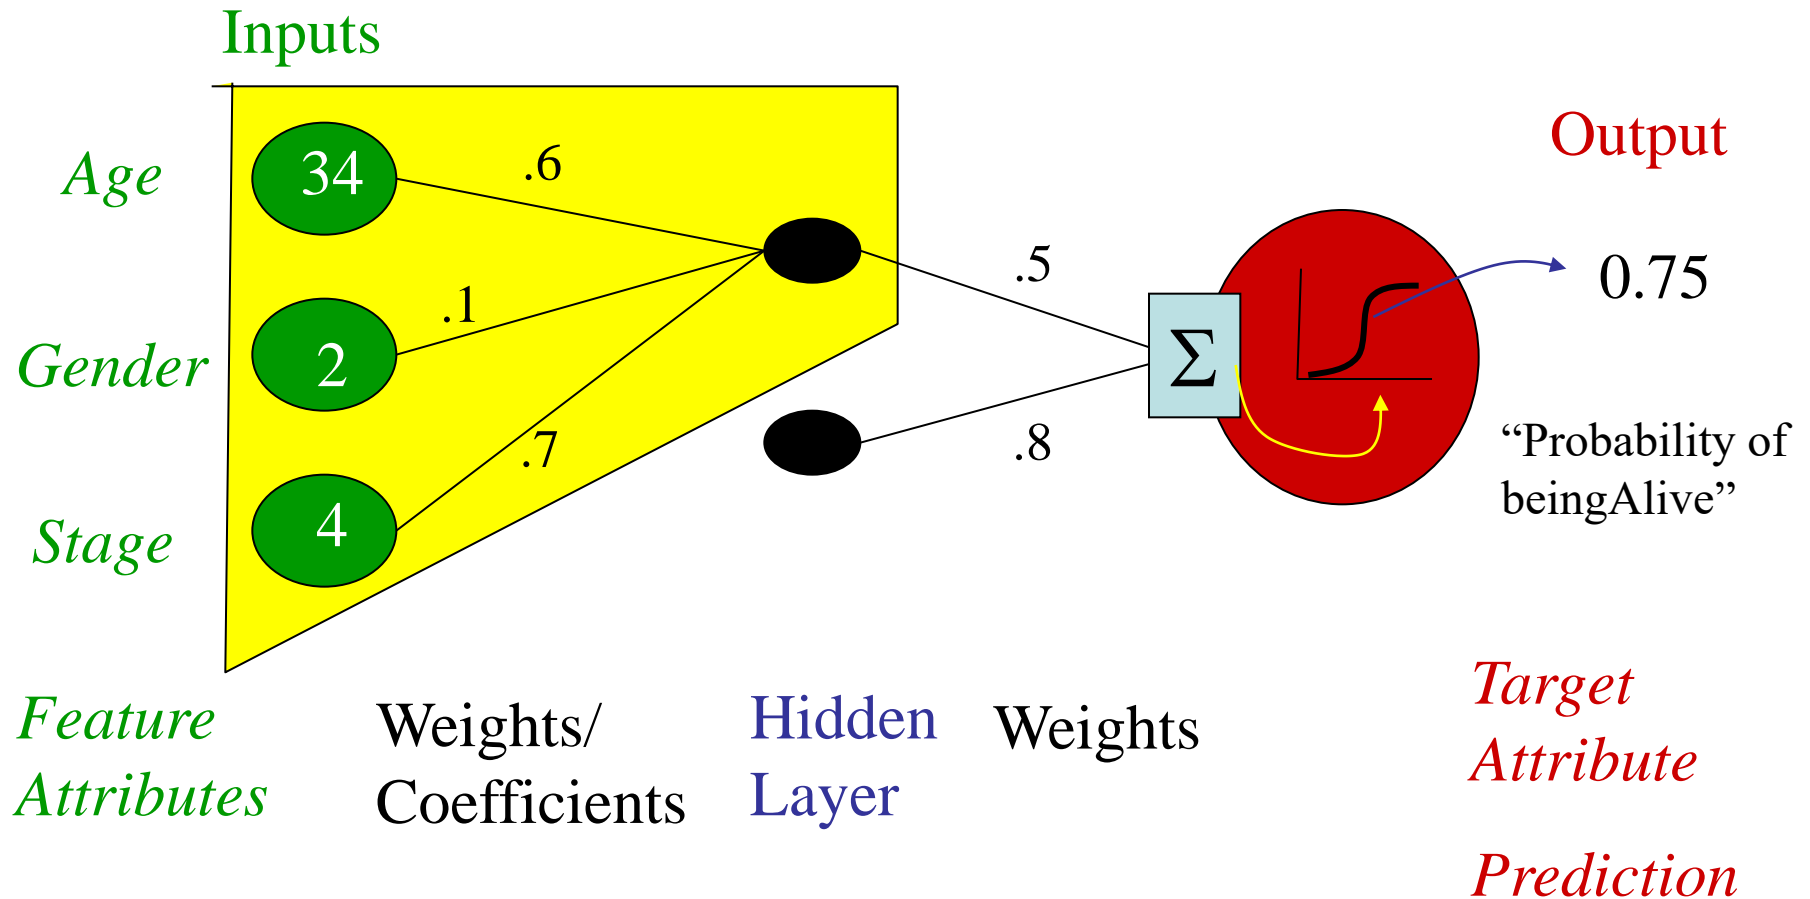 Inputs
Output
Age
34
.6
.5
0.75
Gender
2
.1
Σ
.8
“Probability of
beingAlive”
Stage
4
.7
Feature
Attributes
Weights/
Coefficients
Hidden
Layer
Weights
Target
Attribute
Prediction